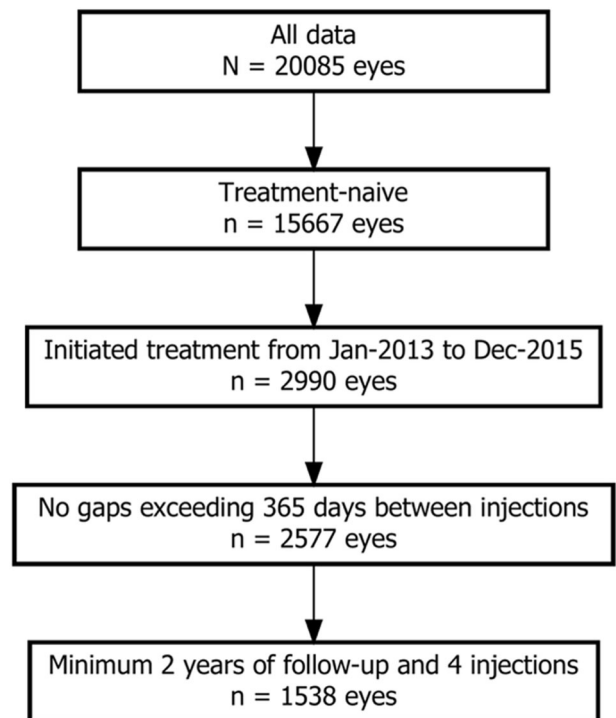 All data
N = 20085 eyes
Treatment-naive
n = 15667 eyes
Initiated treatment from Jan-2013 to Dec-2015
n = 2990 eyes
No gaps exceeding 365 days between injections
n = 2577 eyes
Minimum 2 years of follow-up and 4 injections
n = 1538 eyes